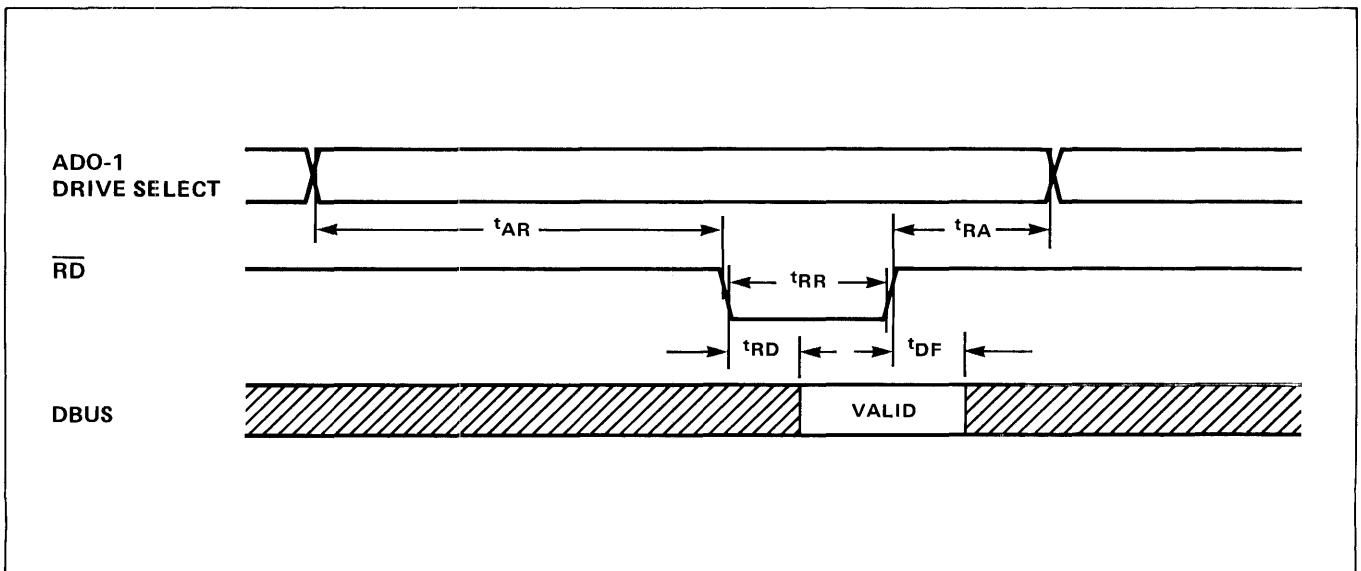 ADO-1
DRIVE SELECT
tAR
tRA
RD
tRR
tRD
tDF
DBUS
VALID